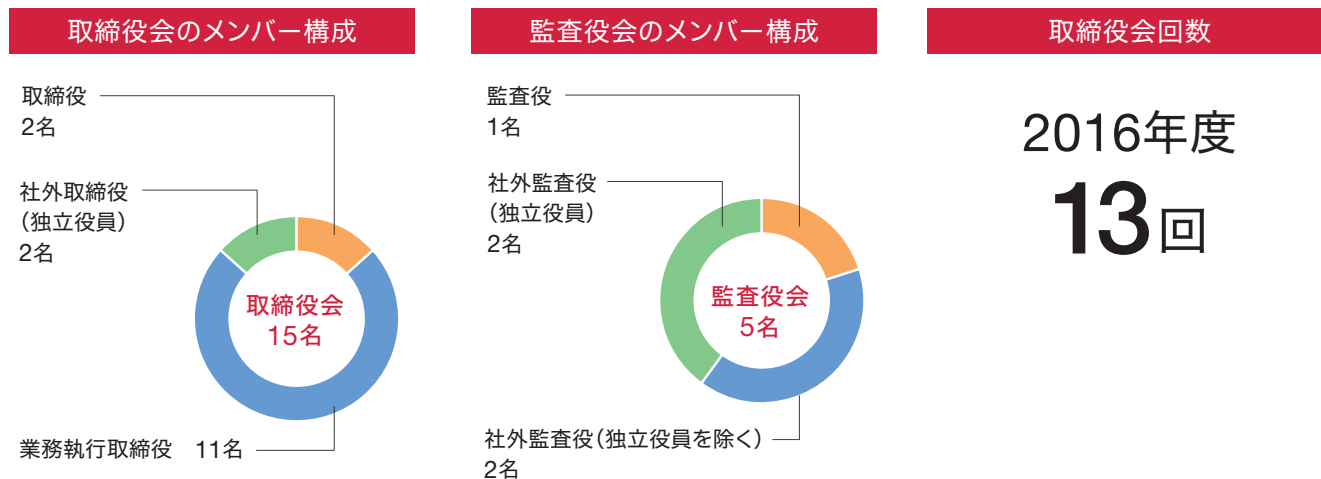 取締役会のメンバー構成
取締役
2名
社外取締役
（独立役員）
2名
取締役会
15名
業務執行取締役 11名
監査役会のメンバー構成
監査役
1名
社外監査役
（独立役員）
2名
監査役会
5名
社外監査役（独立役員を除く）
2名
取締役会回数
2016年度
13回